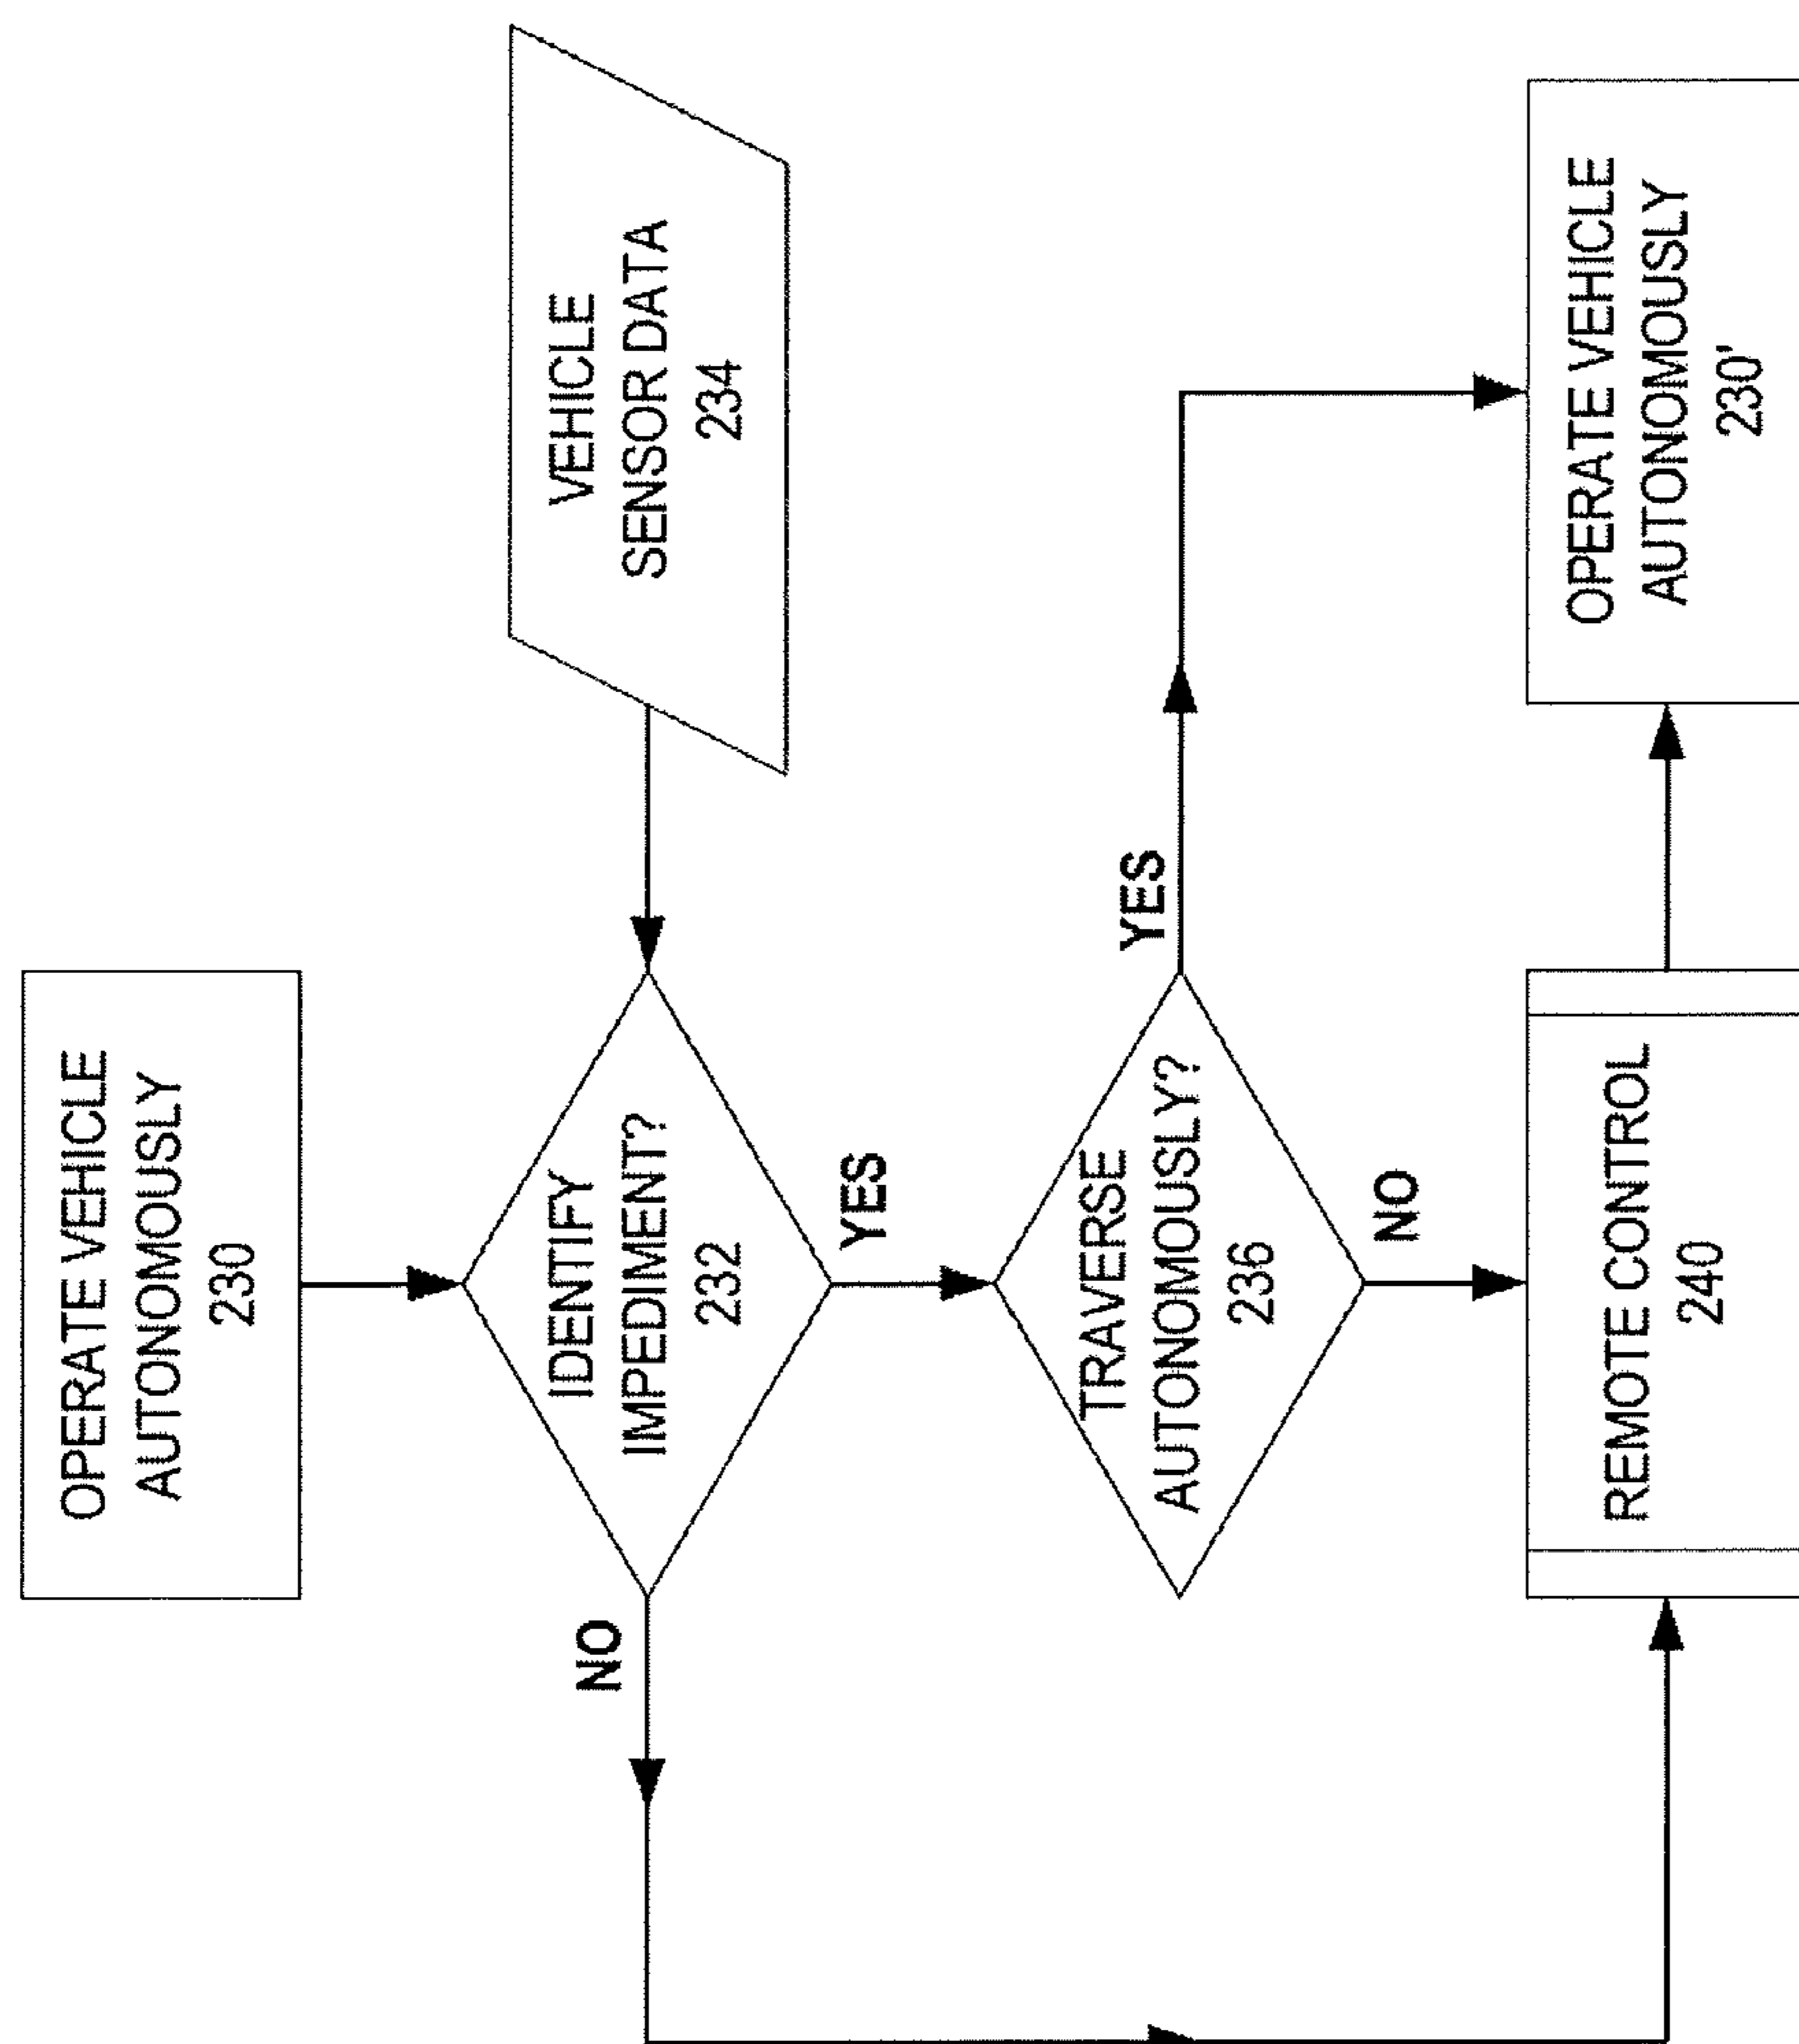 OPERATE VEHICLE
AUTONOMOUSLY
230
IDENTIFY
IMPEDIMENT?
232
VEHICLE
SENSOR DATA
234
NO
YES
TRAVERSE
AUTONOMOUSLY?
236
YES
NO
REMOTE CONTROL
240
OPERATE VEHICLE
AUTONOMOUSLY
230'